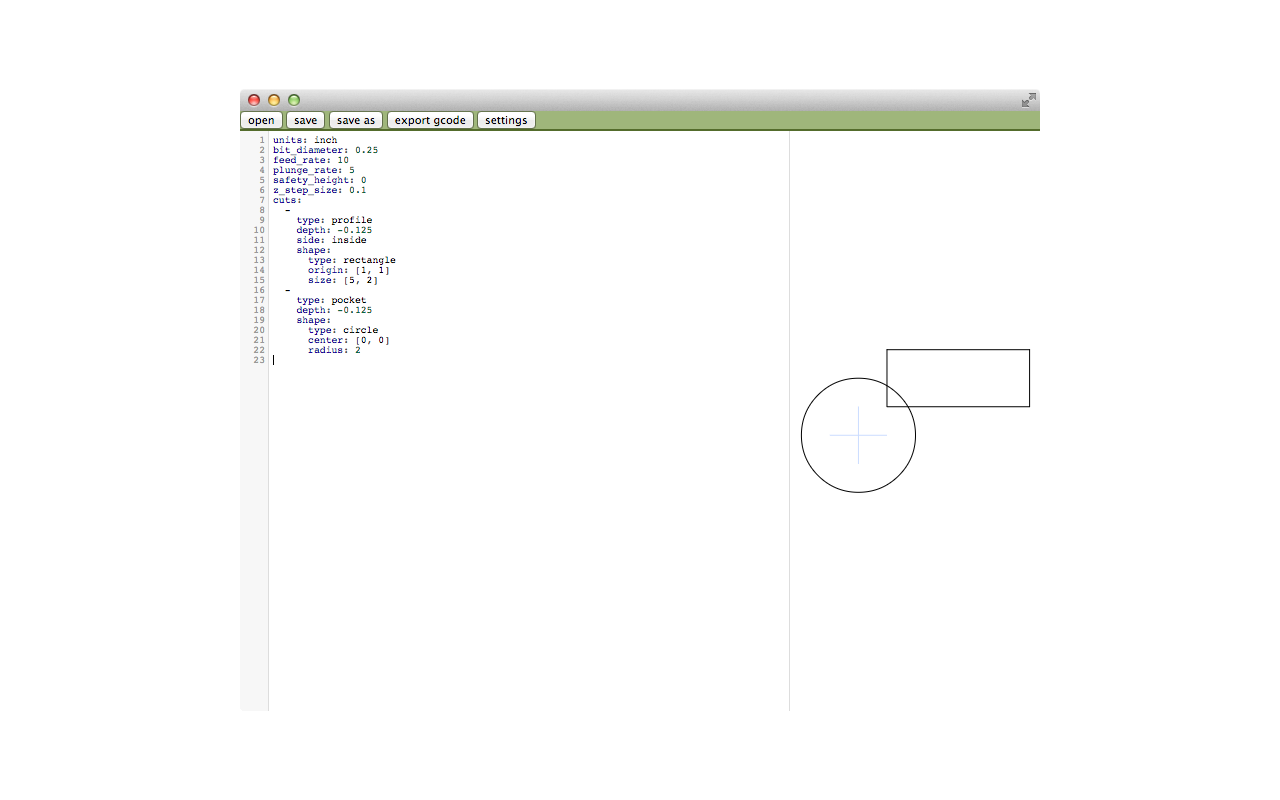 open save save as export gcode settings
1 units: inch
2 bit_diameter: 0.25
3 feed_rate: 10
4 plunge_rate: 5
5 safety_height: 0
6 z_step_size: 0.1
7 cuts:
8   -
9     type: profile
10     depth: -0.125
11     side: inside
12     shape:
13       type: rectangle
14       origin: [1, 1]
15       size: [5, 2]
16   -
17     type: pocket
18     depth: -0.125
19     shape:
20       type: circle
21       center: [0, 0]
22       radius: 2
23